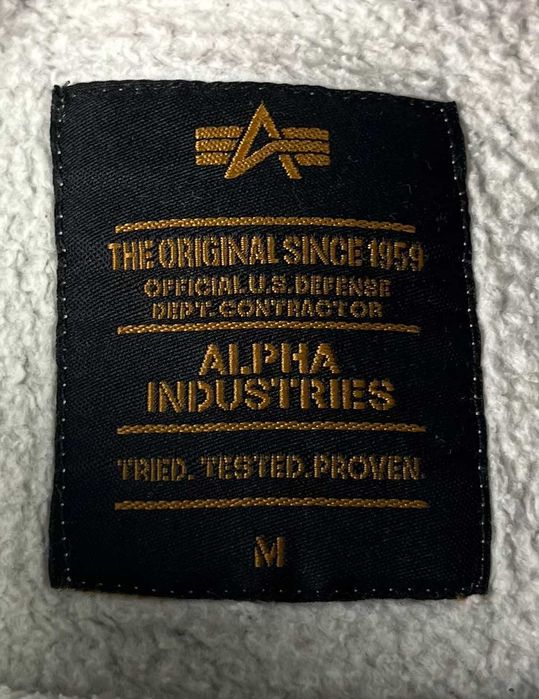 THE ORIGINAL SINCE 1959
OFFICIAL U.S. DEFENSE
DEPT. CONTRACTOR
ALPHA
INDUSTRIES
TRIED. TESTED. PROVEN.
M